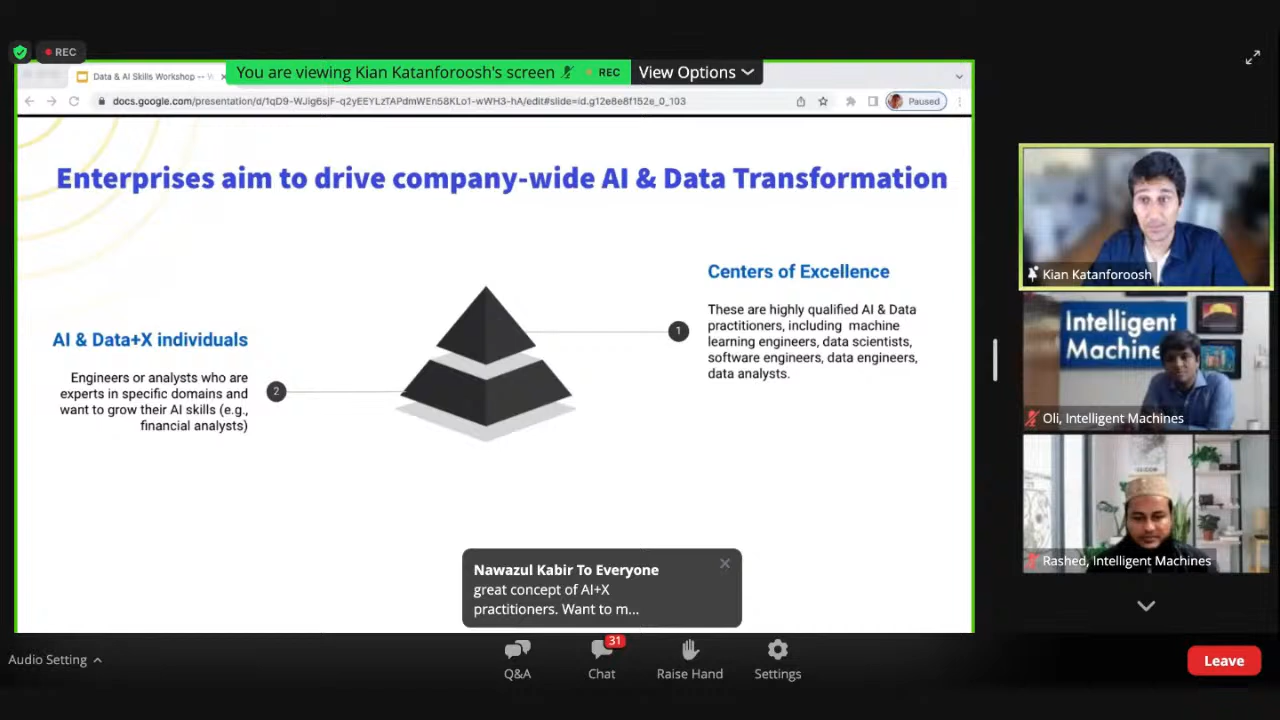 REC
Data & AI Skills Workshop --
You are viewing Kian Katanforoosh's screen
REC
View Options
docs.google.com/presentation/d/1qD9-WJig6sjF-q2yEEYLzTAPdmWEn58KLo1-wWH3-hA/edit#slide=id.g12e8e8f152e_0_103
Paused
Enterprises aim to drive company-wide AI & Data Transformation
Centers of Excellence
These are highly qualified AI & Data
practitioners, including machine
learning engineers, data scientists,
software engineers, data engineers,
data analysts.
1
AI & Data+X individuals
Engineers or analysts who are
experts in specific domains and
want to grow their AI skills (e.g.,
financial analysts)
2
Kian Katanforoosh
Intelligent
Machine
Oli, Intelligent Machines
Rashed, Intelligent Machines
Nawazul Kabir To Everyone
great concept of AI+X
practitioners. Want to m...
Audio Setting
Q&A
Chat
31
Raise Hand
Settings
Leave